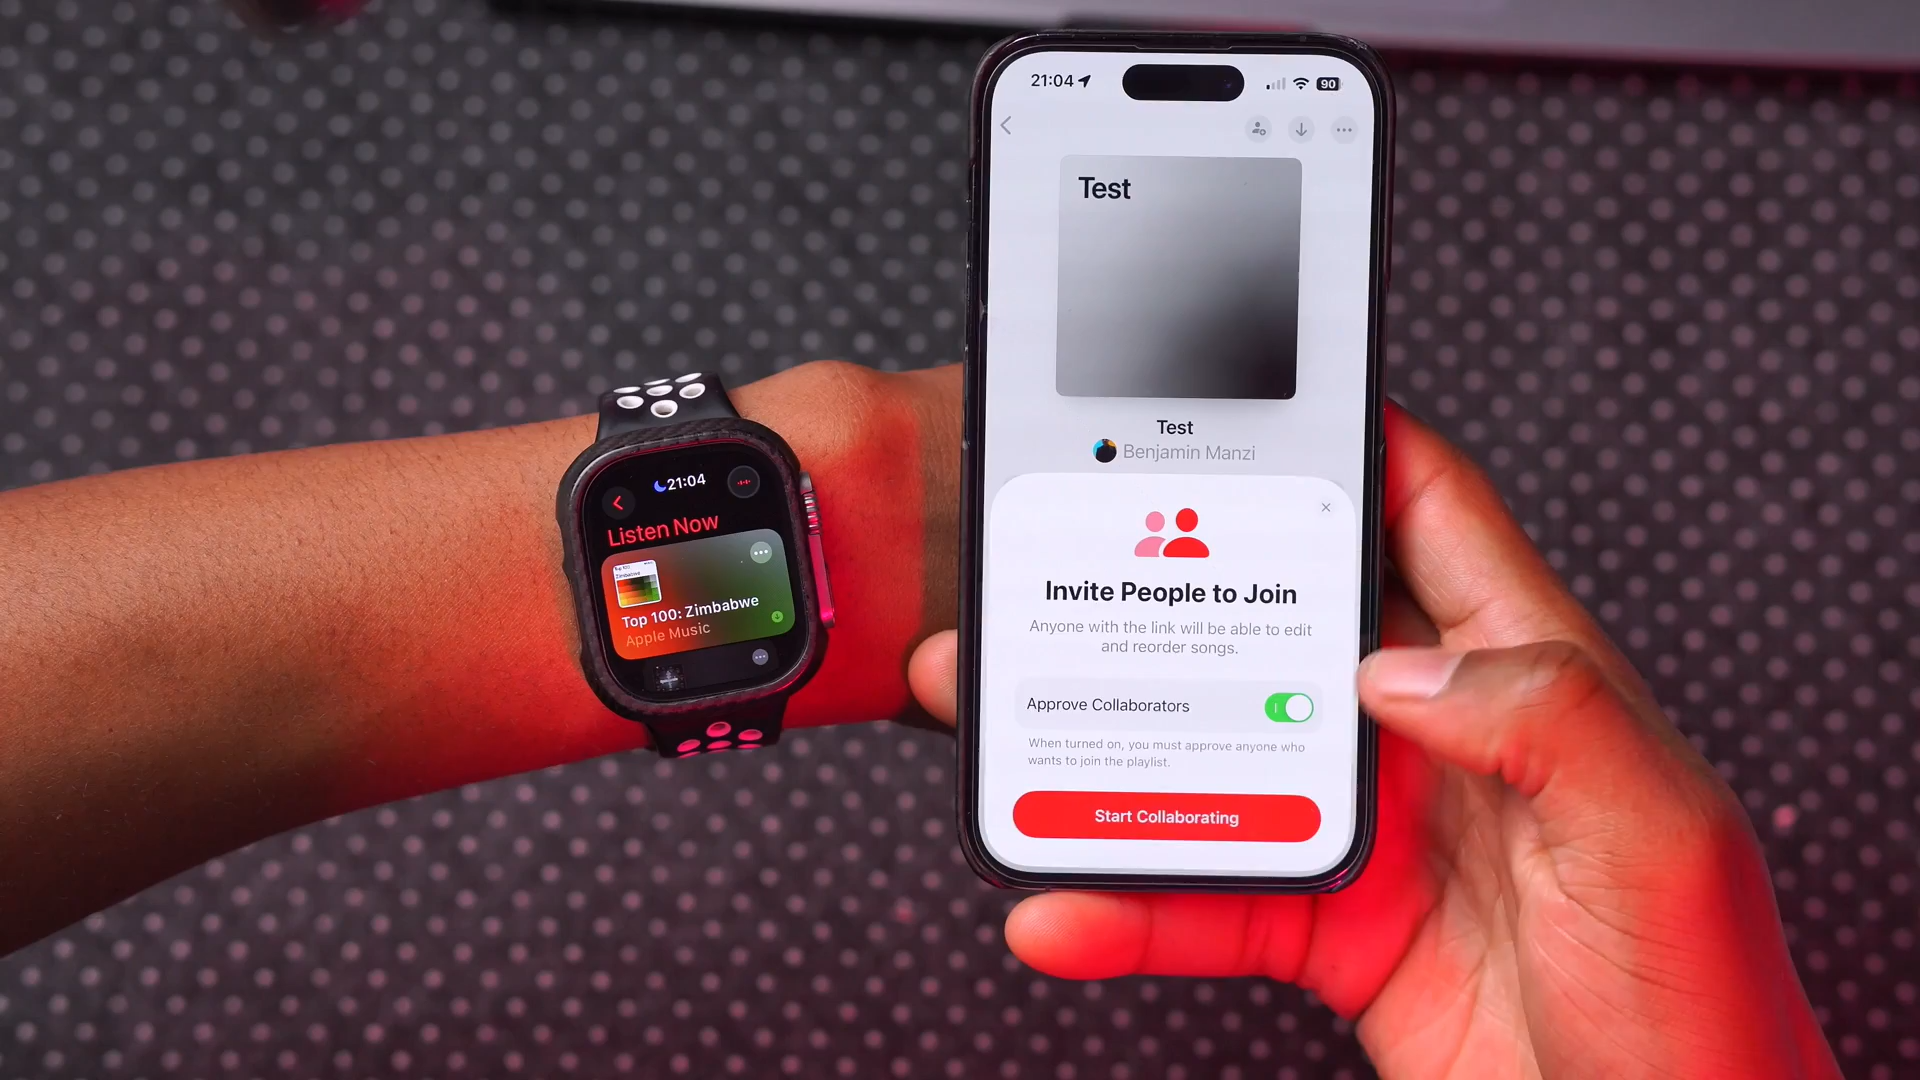 21:04
Listen Now
Top 100: Zimbabwe
Apple Music
21:04
90
Test
Test
Benjamin Manzi
Invite People to Join
Anyone with the link will be able to edit
and reorder songs.
Approve Collaborators
When turned on, you must approve anyone who
wants to join the playlist.
Start Collaborating